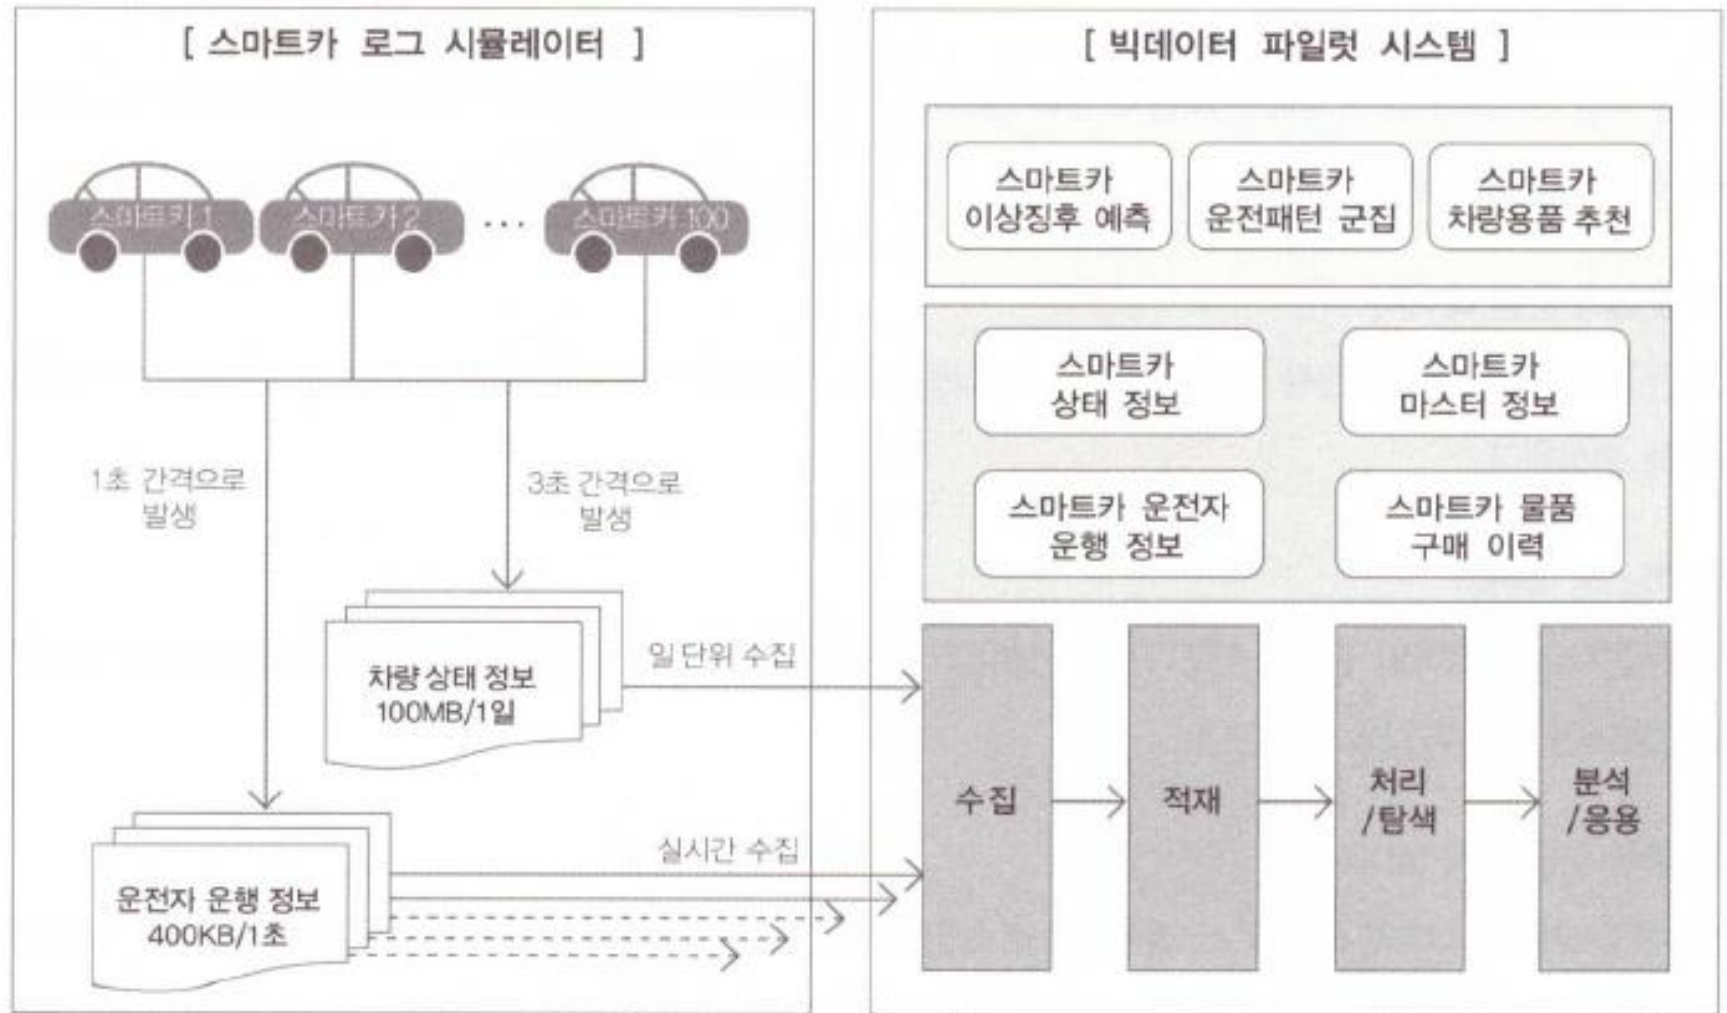 [ 스마트카 로그 시뮬레이터 ]
스마트카 1
스마트카 2
...
스마트카 100
1초 간격으로
발생
3초 간격으로
발생
차량 상태 정보
100MB/1일
일 단위 수집
운전자 운행 정보
400KB/1초
실시간 수집
[ 빅데이터 파일럿 시스템 ]
스마트카
이상징후 예측
스마트카
운전패턴 군집
스마트카
차량용품 추천
스마트카
상태 정보
스마트카
마스터 정보
스마트카 운전자
운행 정보
스마트카 물품
구매 이력
수집
적재
처리
/탐색
분석
/응용